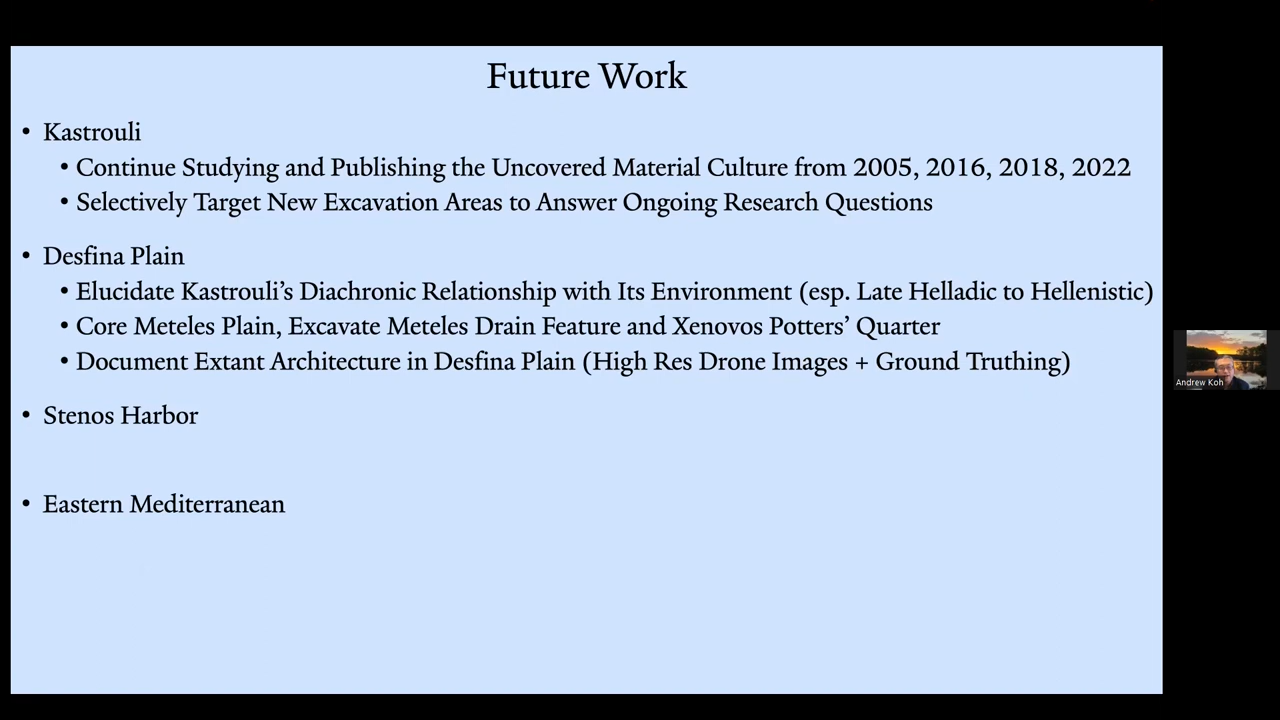 Future Work
• Kastrouli
• Continue Studying and Publishing the Uncovered Material Culture from 2005, 2016, 2018, 2022
• Selectively Target New Excavation Areas to Answer Ongoing Research Questions
• Desfina Plain
• Elucidate Kastrouli’s Diachronic Relationship with Its Environment (esp. Late Helladic to Hellenistic)
• Core Meteles Plain, Excavate Meteles Drain Feature and Xenovos Potters’ Quarter
• Document Extant Architecture in Desfina Plain (High Res Drone Images + Ground Truthing)
• Stenos Harbor
• Eastern Mediterranean
Andrew Koh